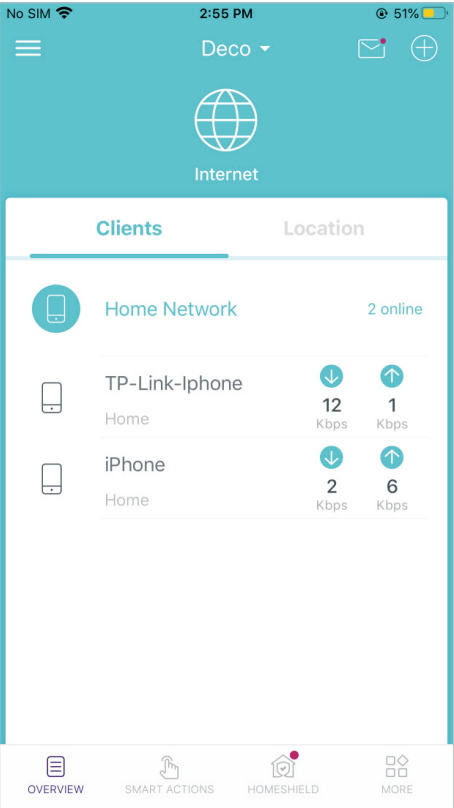 No SIM 2:55 PM 51%
Deco
Internet
Clients Location
Home Network 2 online
TP-Link-Iphone
12 1
Home Kbps Kbps
iPhone
2 6
Home Kbps Kbps
OVERVIEW SMART ACTIONS HOMESHIELD MORE